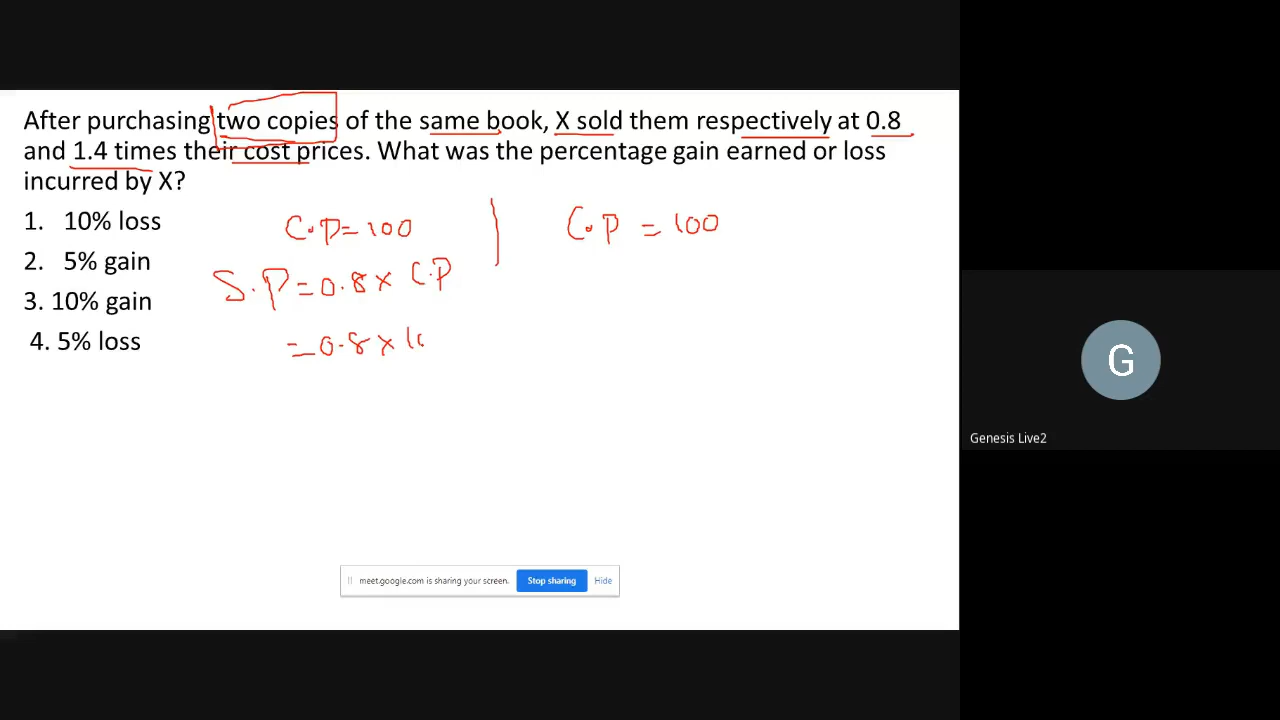 After purchasing two copies of the same book, X sold them respectively at 0.8
and 1.4 times their cost prices. What was the percentage gain earned or loss
incurred by X?
1. 10% loss
2. 5% gain
3. 10% gain
4. 5% loss
C.P=100
C.P = 100
S.P=0.8x C.P
=0.8x
G
Genesis Live2
meet.google.com is sharing your screen.
Stop sharing
Hide